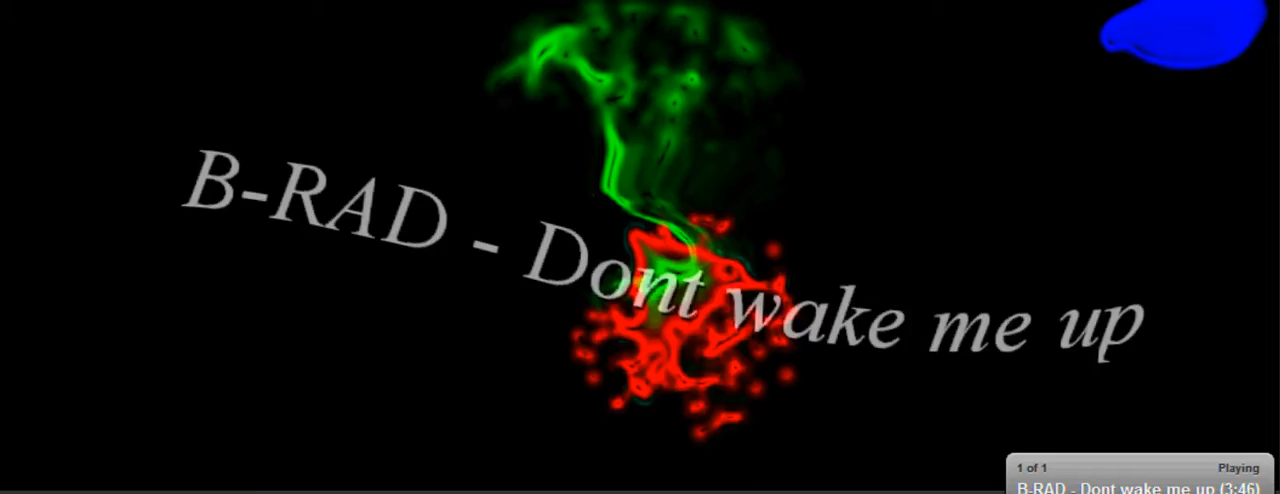 B-RAD - Dont wake me up
1 of 1 Playing
B-RAD - Dont wake me up (3:46)